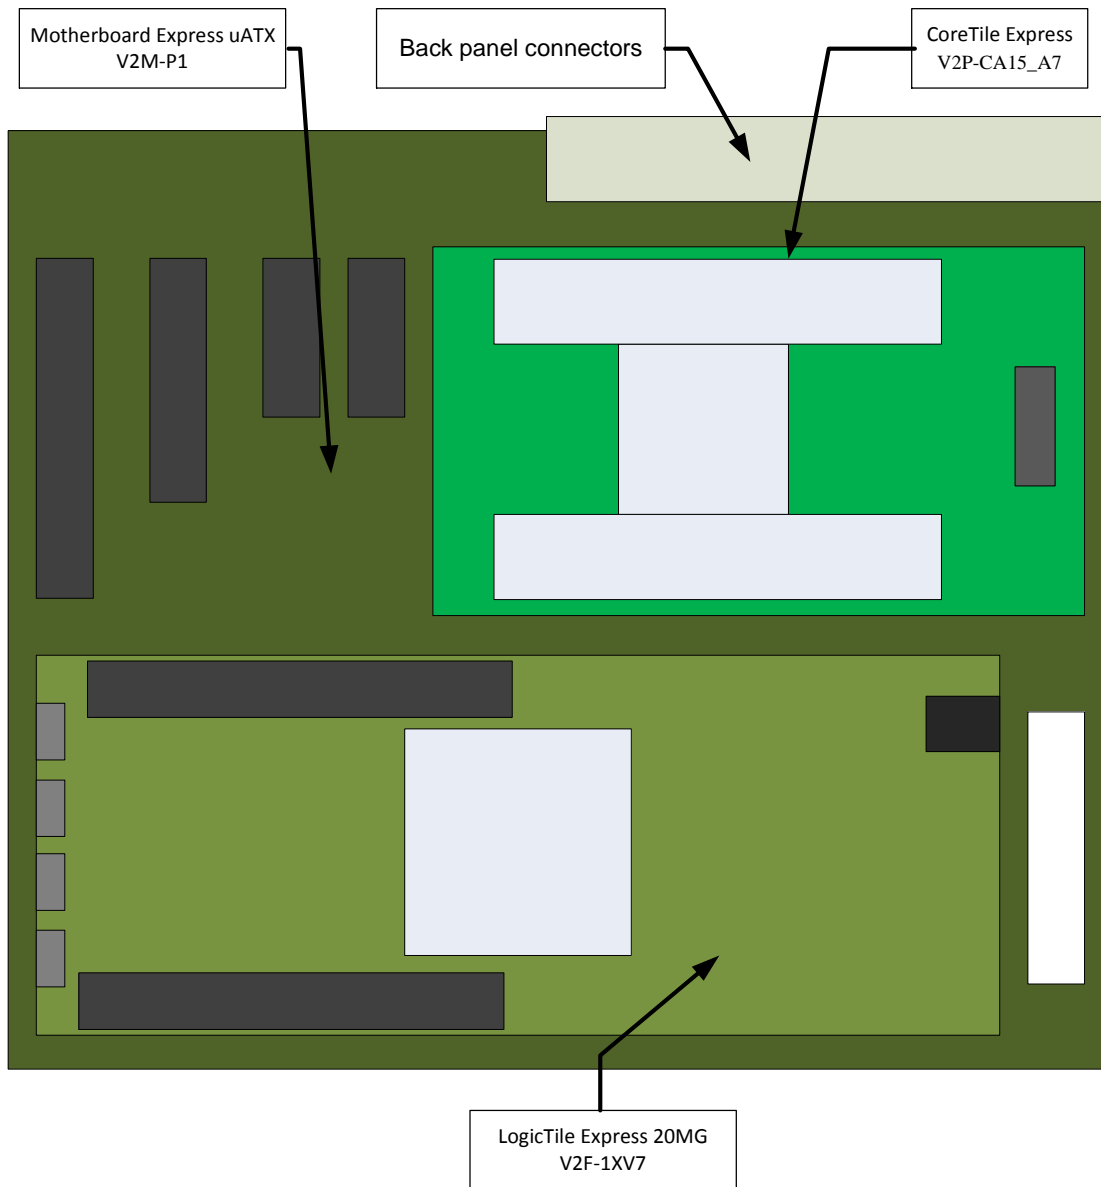 Motherboard Express uATX
V2M-P1
Back panel connectors
CoreTile Express
V2P-CA15_A7
LogicTile Express 20MG
V2F-1XV7